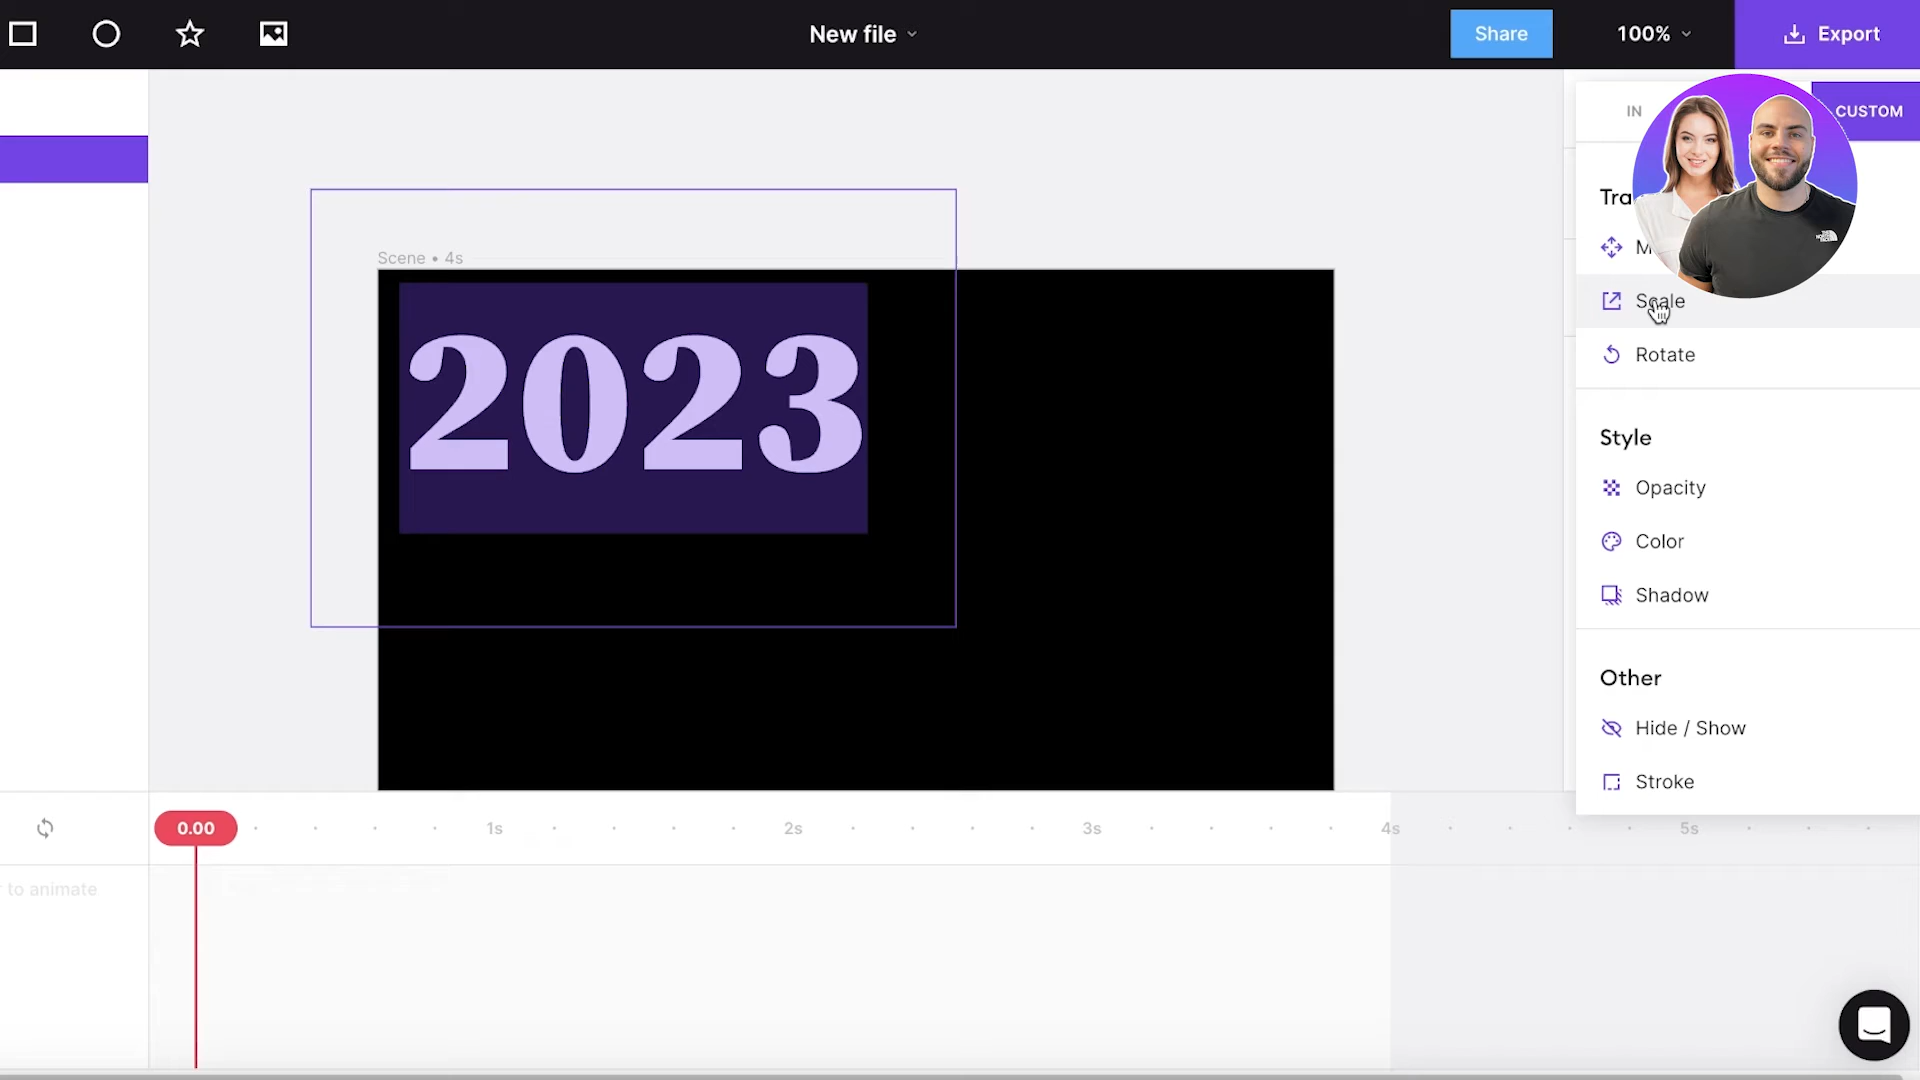 New file
Share
100%
Export
IN
CUSTOM
Tra
M
Scene • 4s
2023
Scale
Rotate
Style
Opacity
Color
Shadow
Other
Hide / Show
Stroke
0.00
1s
2s
3s
4s
5s
to animate